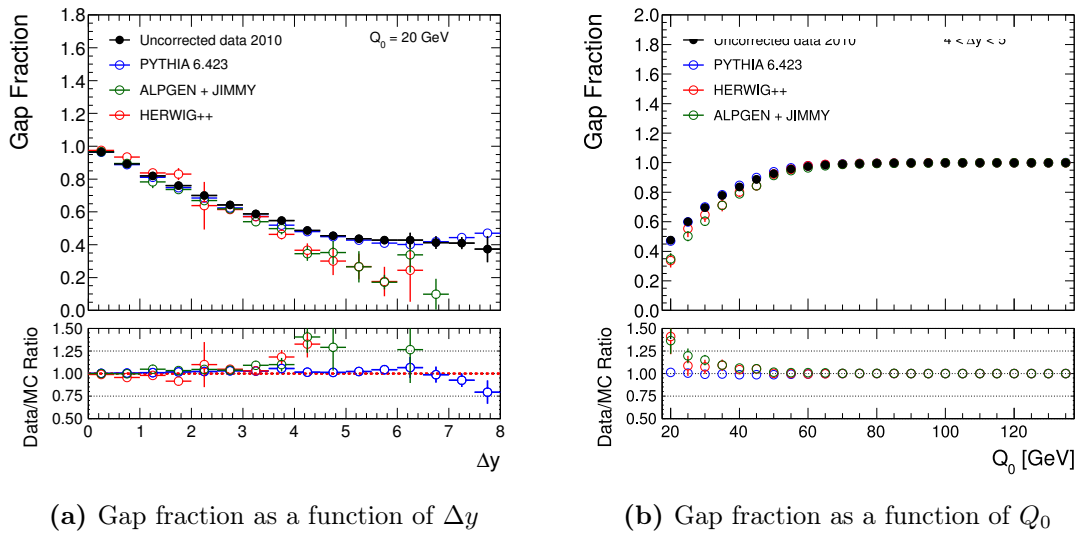 Gap Fraction
1.8
1.6
1.4
1.2
1.0
0.8
0.6
0.4
0.2
0.0
Uncorrected data 2010
PYTHIA 6.423
ALPGEN + JIMMY
HERWIG++
Q0 = 20 GeV
Data/MC Ratio
1.50
1.25
1.00
0.75
0.50
0 1 2 3 4 5 6 7 8
Δy
(a) Gap fraction as a function of Δy
Gap Fraction
2.0
1.8
1.6
1.4
1.2
1.0
0.8
0.6
0.4
0.2
0.0
Uncorrected data 2010
PYTHIA 6.423
HERWIG++
ALPGEN + JIMMY
4 < Δy < 5
Data/MC Ratio
1.50
1.25
1.00
0.75
0.50
20 40 60 80 100 120
Q0 [GeV]
(b) Gap fraction as a function of Q0